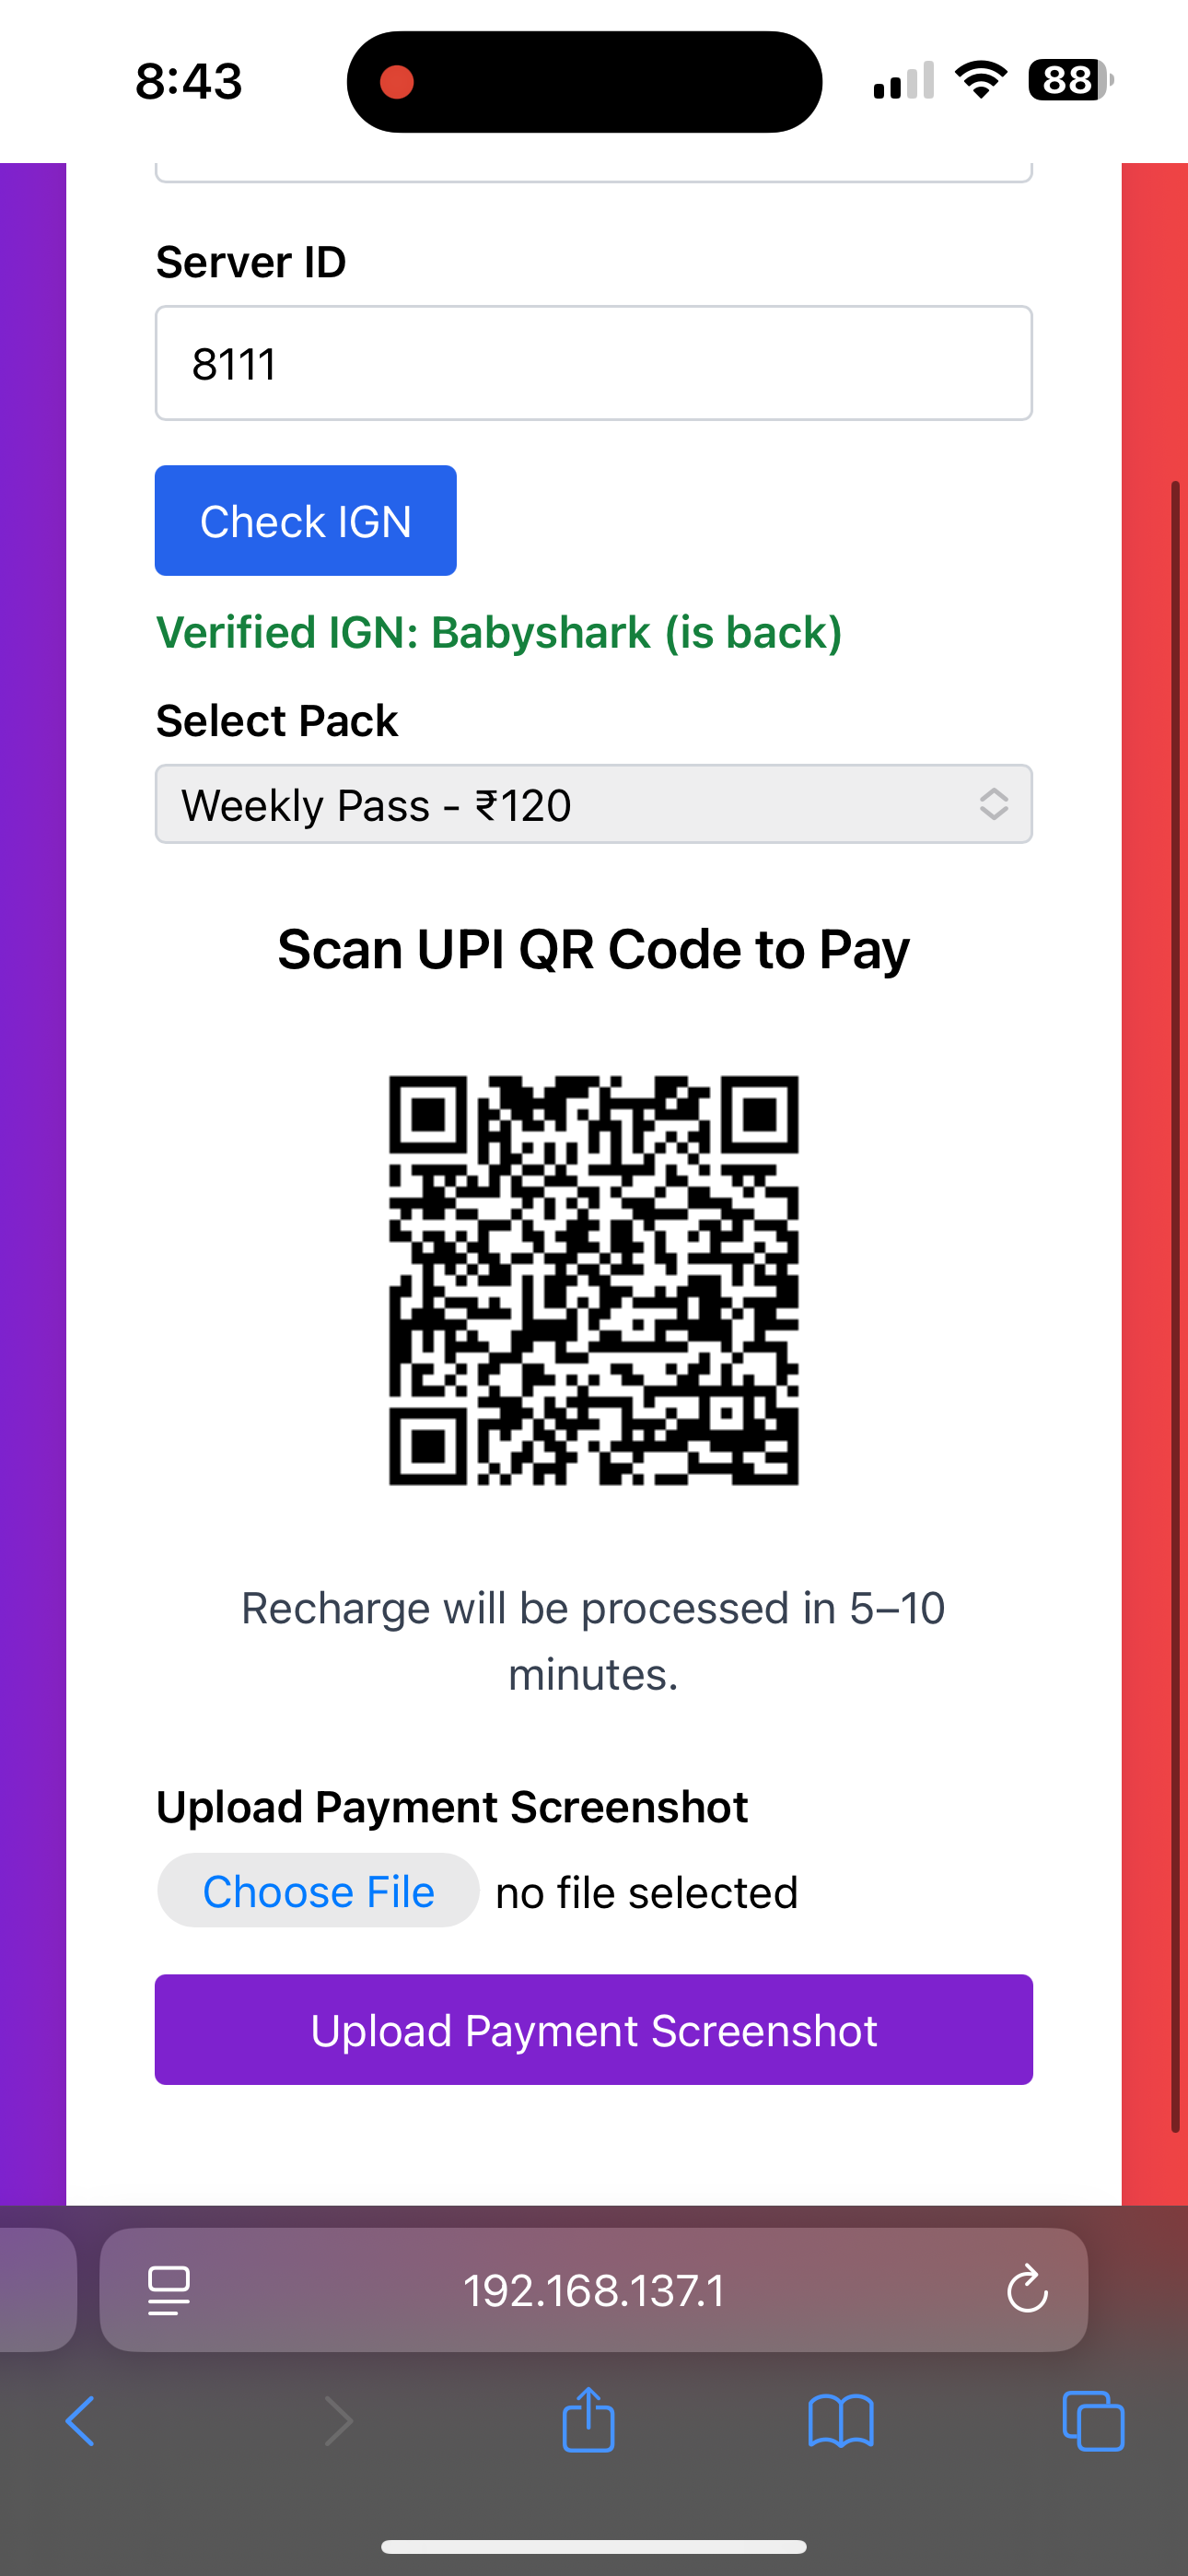 8:43
88
Server ID
8111
Check IGN
Verified IGN: Babyshark (is back)
Select Pack
Weekly Pass - ₹120
Scan UPI QR Code to Pay
Recharge will be processed in 5–10
minutes.
Upload Payment Screenshot
Choose File no file selected
Upload Payment Screenshot
192.168.137.1